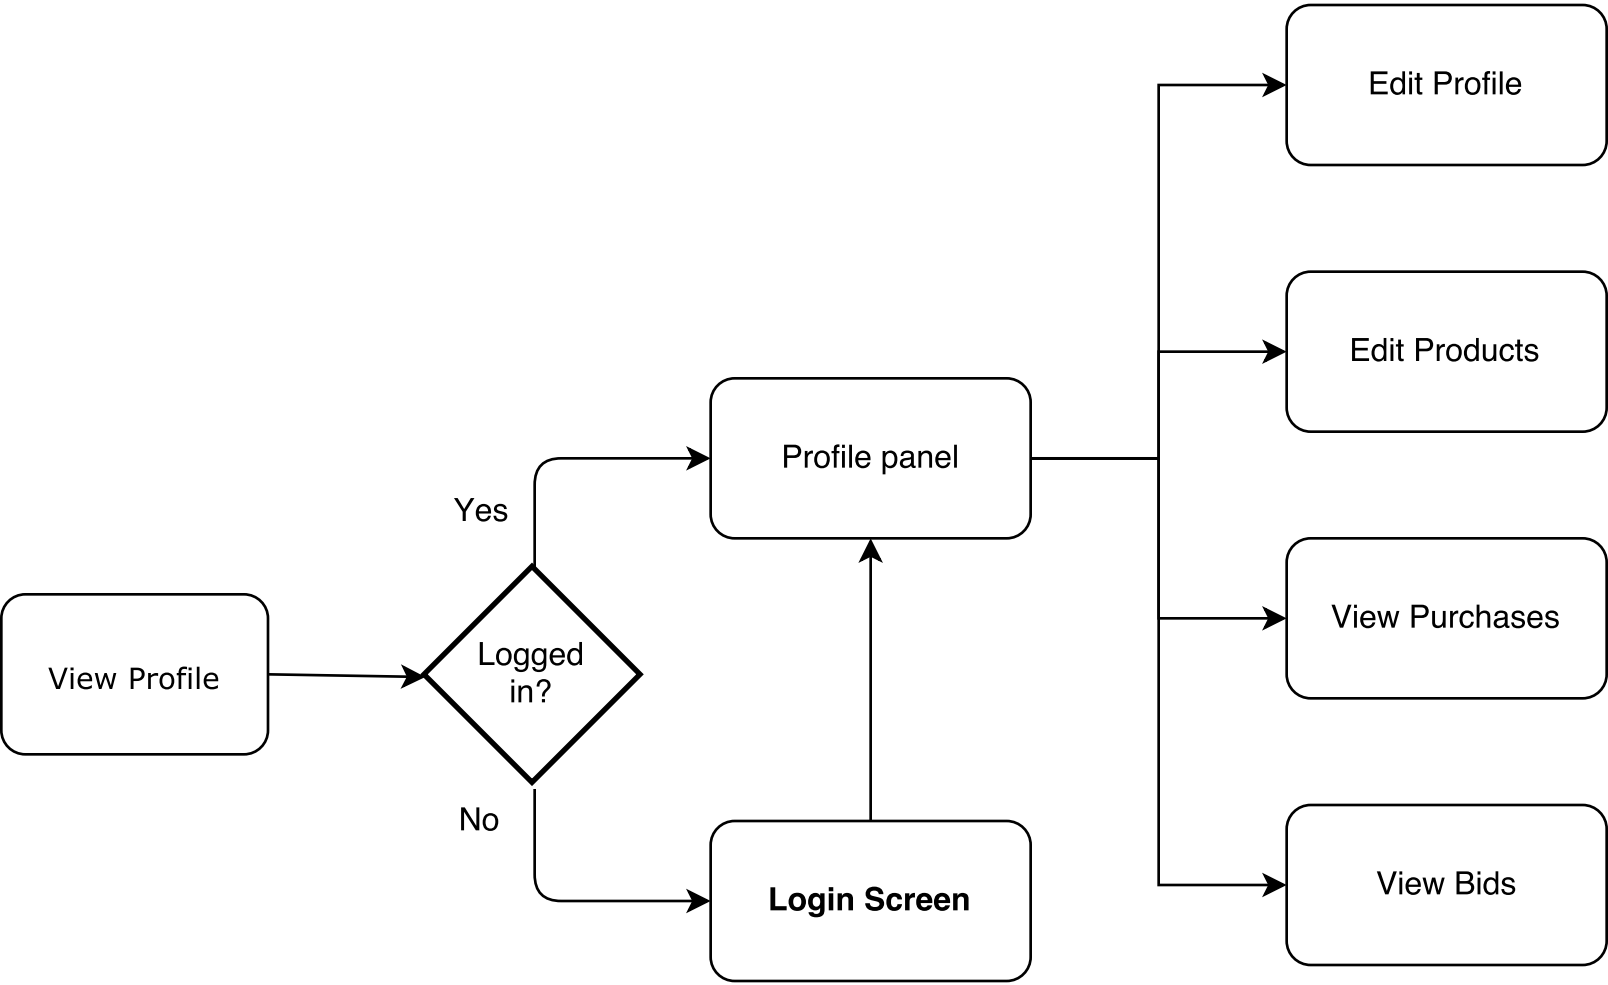 Edit Profile
Edit Products
Profile panel
Yes
View Purchases
Logged
in?
View Profile
No
View Bids
Login Screen